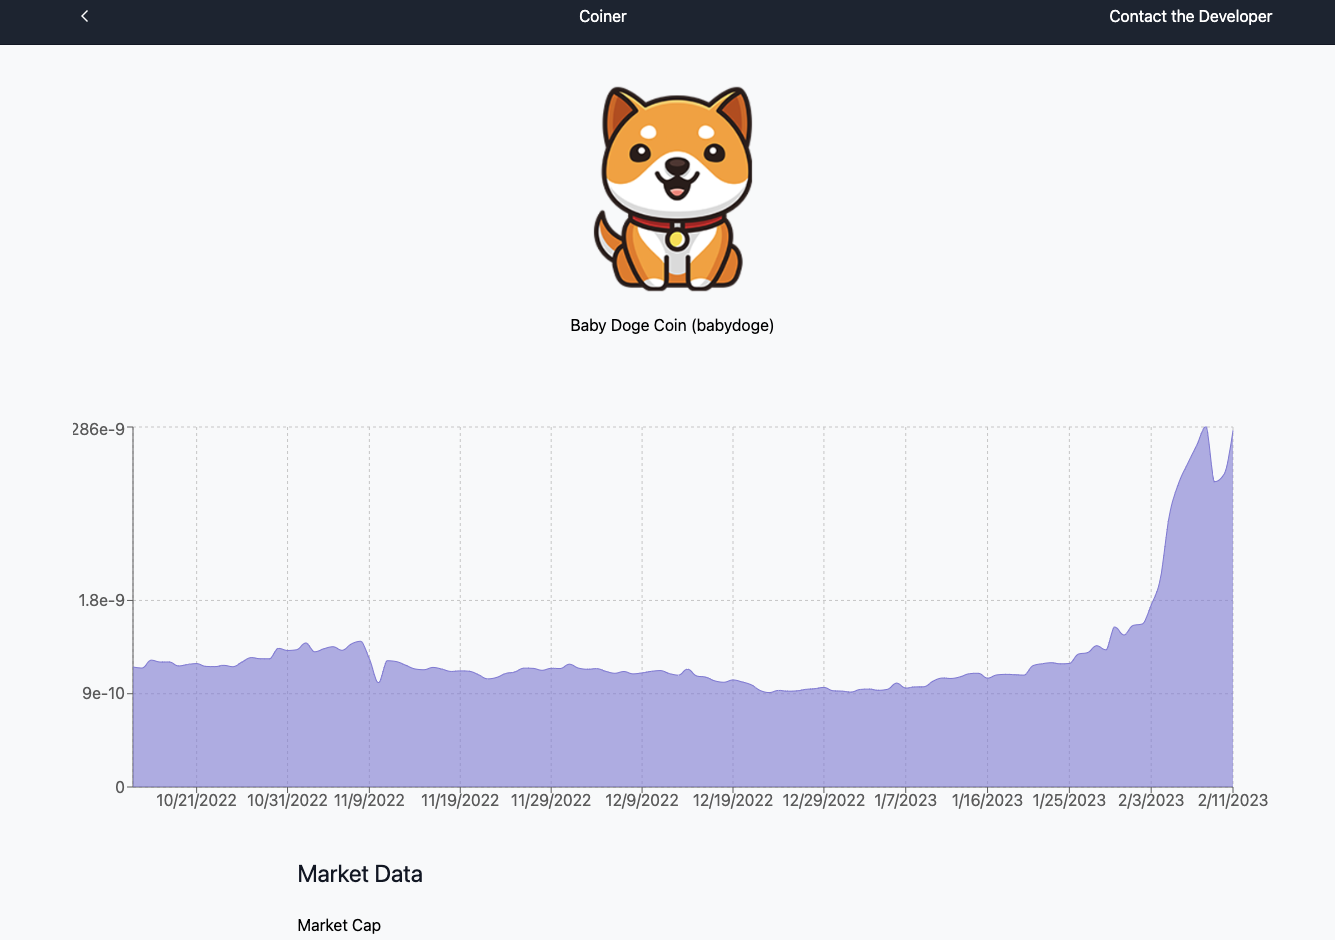 Coiner
Contact the Developer
Baby Doge Coin (babydoge)
286e-9
1.8e-9
9e-10
0
10/21/2022 10/31/2022 11/9/2022 11/19/2022 11/29/2022 12/9/2022 12/19/2022 12/29/2022 1/7/2023 1/16/2023 1/25/2023 2/3/2023 2/11/2023
Market Data
Market Cap